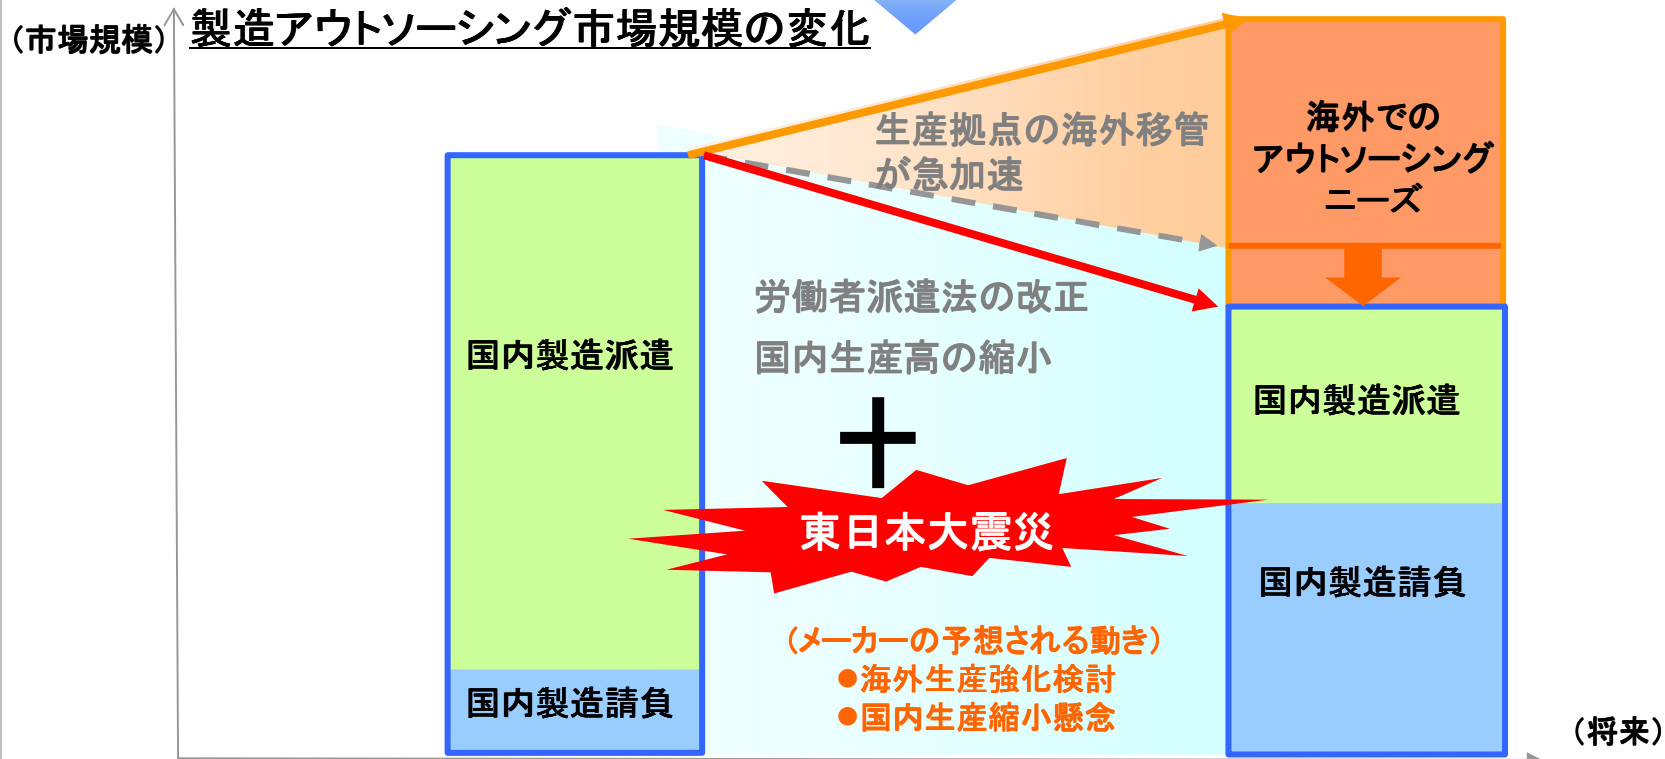 (市場規模)
製造アウトソーシング市場規模の変化
生産拠点の海外移管
が急加速
海外での
アウトソーシング
ニーズ
労働者派遣法の改正
国内生産高の縮小
国内製造派遣
国内製造派遣
東日本大震災
国内製造請負
(メーカーの予想される動き)
●海外生産強化検討
●国内生産縮小懸念
国内製造請負
(将来)